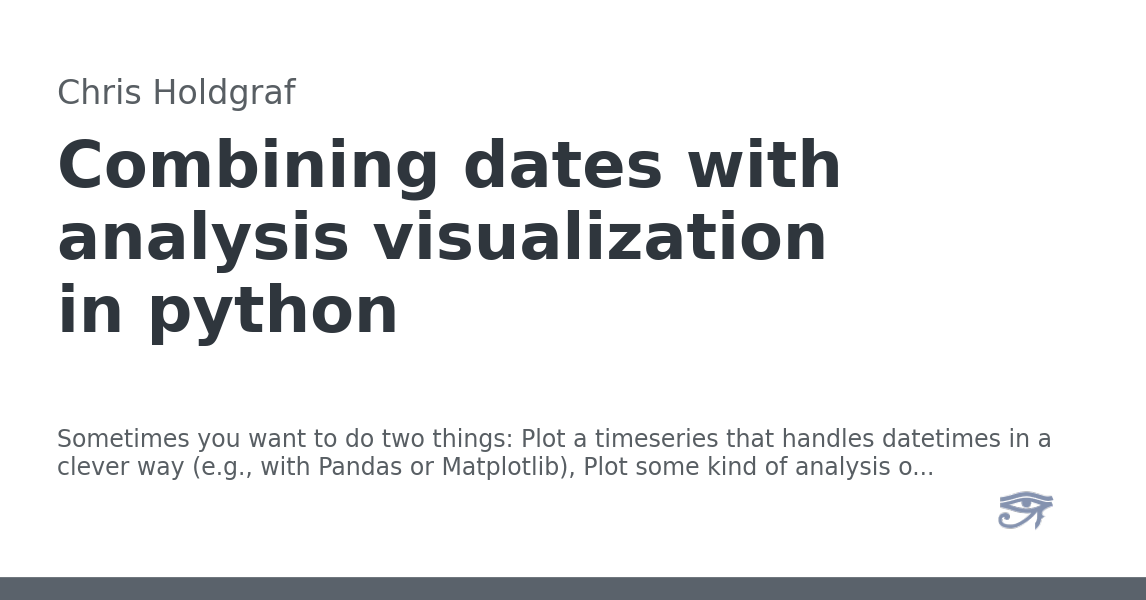 Chris Holdgraf
Combining dates with
analysis visualization
in python
Sometimes you want to do two things: Plot a timeseries that handles datetimes in a
clever way (e.g., with Pandas or Matplotlib), Plot some kind of analysis o...